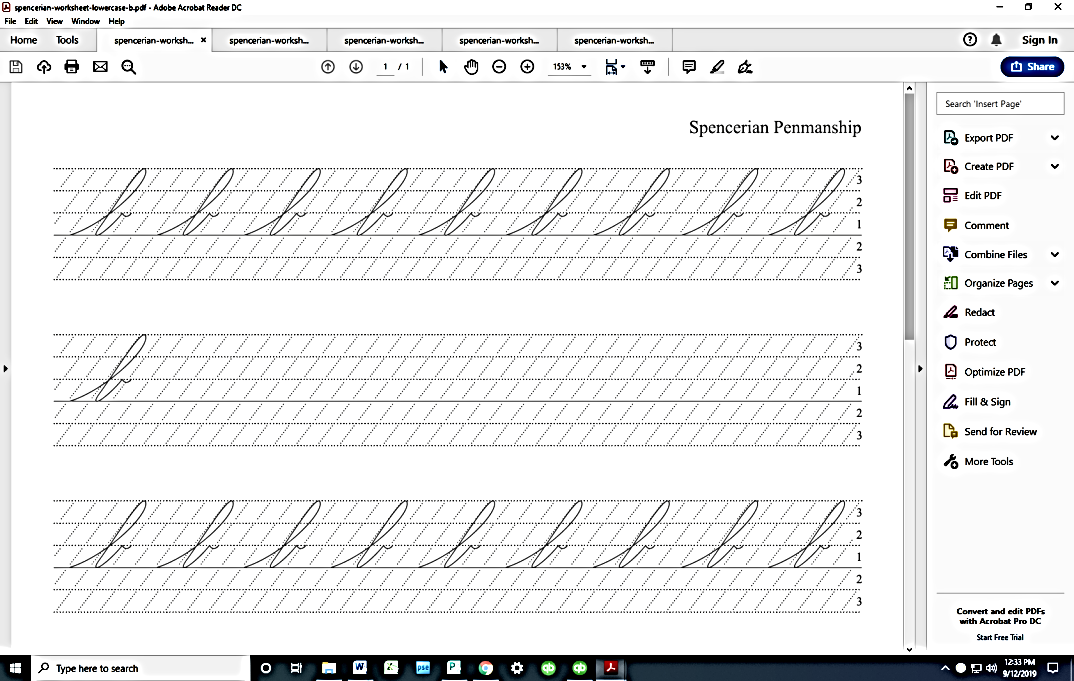 spencerian-worksheet-lowercase-b.pdf - Adobe Acrobat Reader DC
File Edit View Window Help
Home Tools spencerian-worksh... × spencerian-worksh... spencerian-worksh... spencerian-worksh... spencerian-worksh... Sign In
1 / 1 153% Share
Search 'Insert Page'
Spencerian Penmanship
Export PDF
Create PDF
Edit PDF
Comment
Combine Files
Organize Pages
Redact
Protect
Optimize PDF
Fill & Sign
Send for Review
More Tools
b b b b b b b b b
3
2
1
2
3
b
3
2
1
2
3
b b b b b b b b b
3
2
1
2
3
Convert and edit PDFs
with Acrobat Pro DC
Start Free Trial
Type here to search
W pse P
12:33 PM
9/12/2019